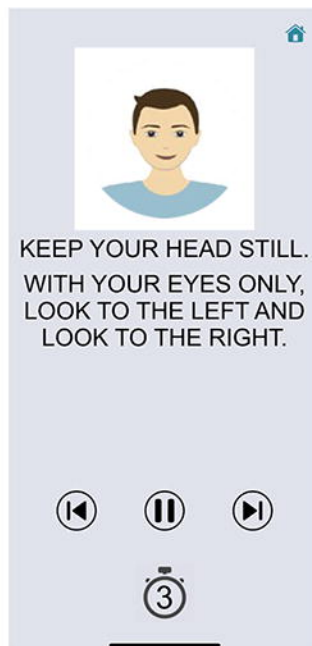 KEEP YOUR HEAD STILL.
WITH YOUR EYES ONLY,
LOOK TO THE LEFT AND
LOOK TO THE RIGHT.
3